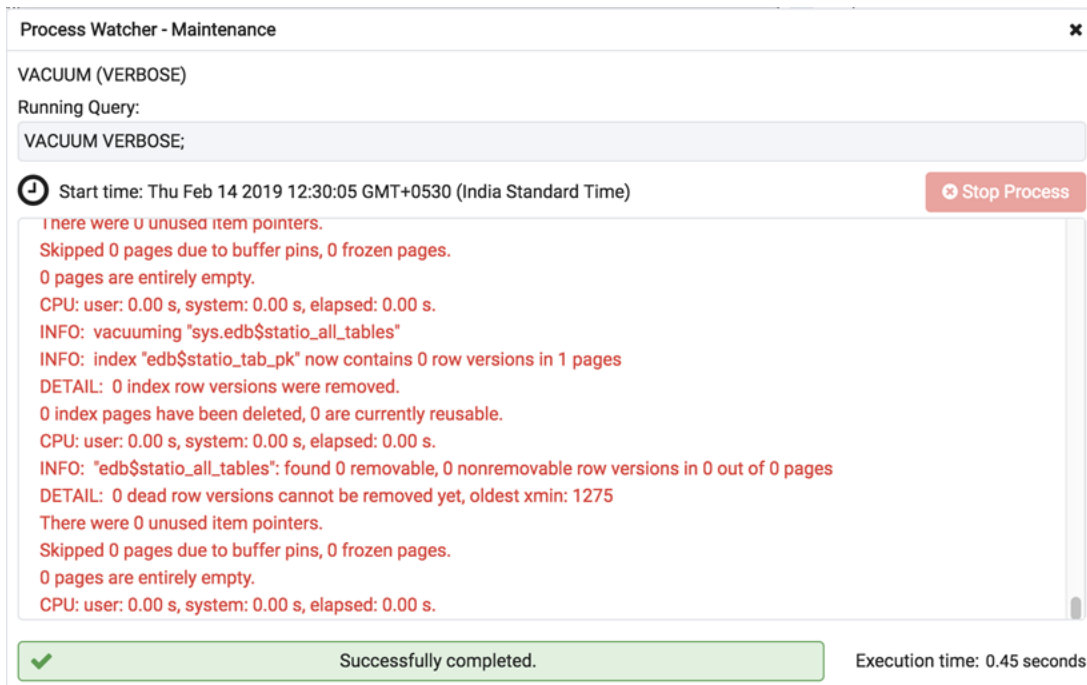 Process Watcher - Maintenance
VACUUM (VERBOSE)
Running Query:
VACUUM VERBOSE;
Start time: Thu Feb 14 2019 12:30:05 GMT+0530 (India Standard Time)
Stop Process
There were 0 unused item pointers.
Skipped 0 pages due to buffer pins, 0 frozen pages.
0 pages are entirely empty.
CPU: user: 0.00 s, system: 0.00 s, elapsed: 0.00 s.
INFO:  vacuuming "sys.edb$statio_all_tables"
INFO:  index "edb$statio_tab_pk" now contains 0 row versions in 1 pages
DETAIL:  0 index row versions were removed.
0 index pages have been deleted, 0 are currently reusable.
CPU: user: 0.00 s, system: 0.00 s, elapsed: 0.00 s.
INFO:  "edb$statio_all_tables": found 0 removable, 0 nonremovable row versions in 0 out of 0 pages
DETAIL:  0 dead row versions cannot be removed yet, oldest xmin: 1275
There were 0 unused item pointers.
Skipped 0 pages due to buffer pins, 0 frozen pages.
0 pages are entirely empty.
CPU: user: 0.00 s, system: 0.00 s, elapsed: 0.00 s.
Successfully completed.
Execution time: 0.45 seconds